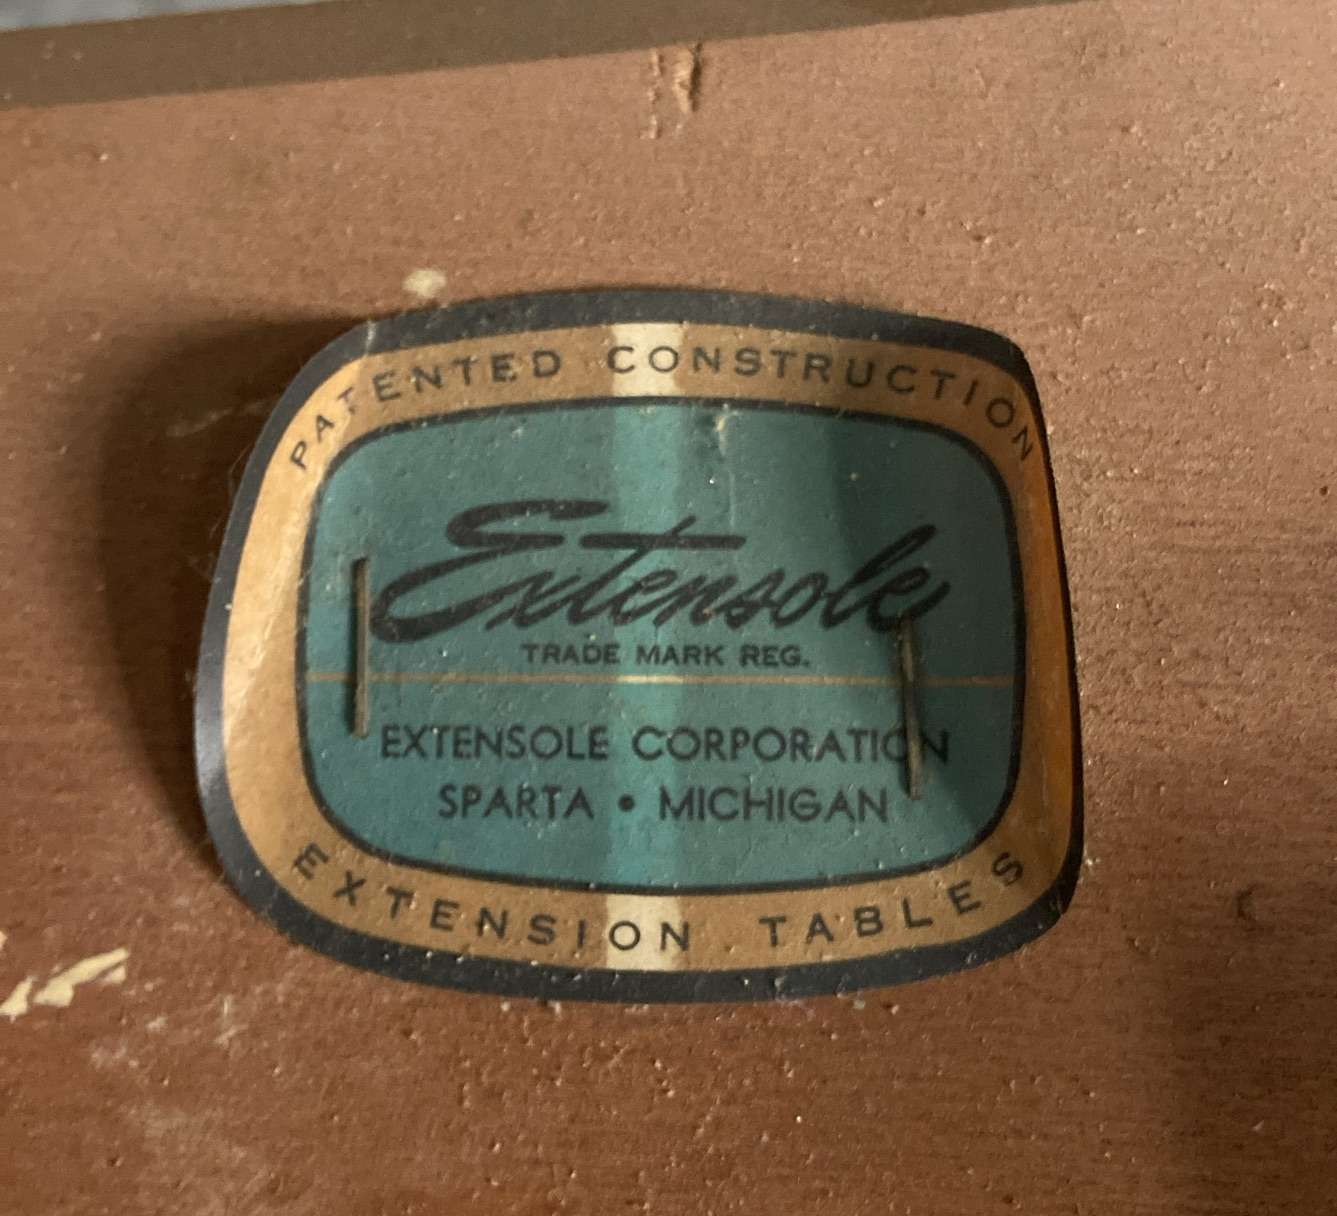 PATENTED CONSTRUCTION
Extensole
TRADE MARK REG.
EXTENSOLE CORPORATION
SPARTA • MICHIGAN
EXTENSION TABLES